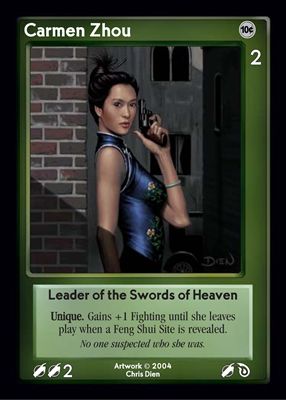 Carmen Zhou
10¢
2
DIEN
Leader of the Swords of Heaven
Unique. Gains +1 Fighting until she leaves
play when a Feng Shui Site is revealed.
No one suspected who she was.
Artwork © 2004
Chris Dien
2